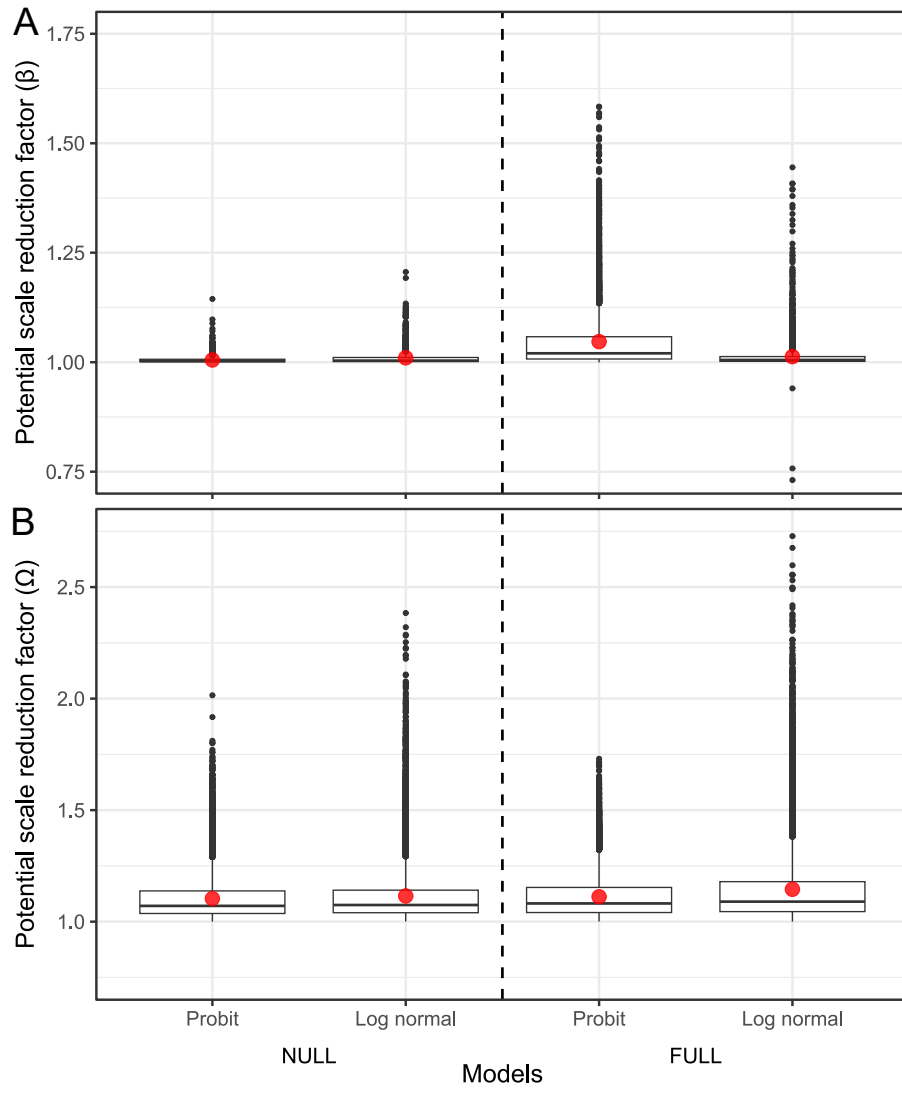 A
Potential scale reduction factor (β)
1.75
1.50
1.25
1.00
0.75
B
Potential scale reduction factor (Ω)
2.5
2.0
1.5
1.0
Probit
Log normal
Probit
Log normal
NULL
FULL
Models